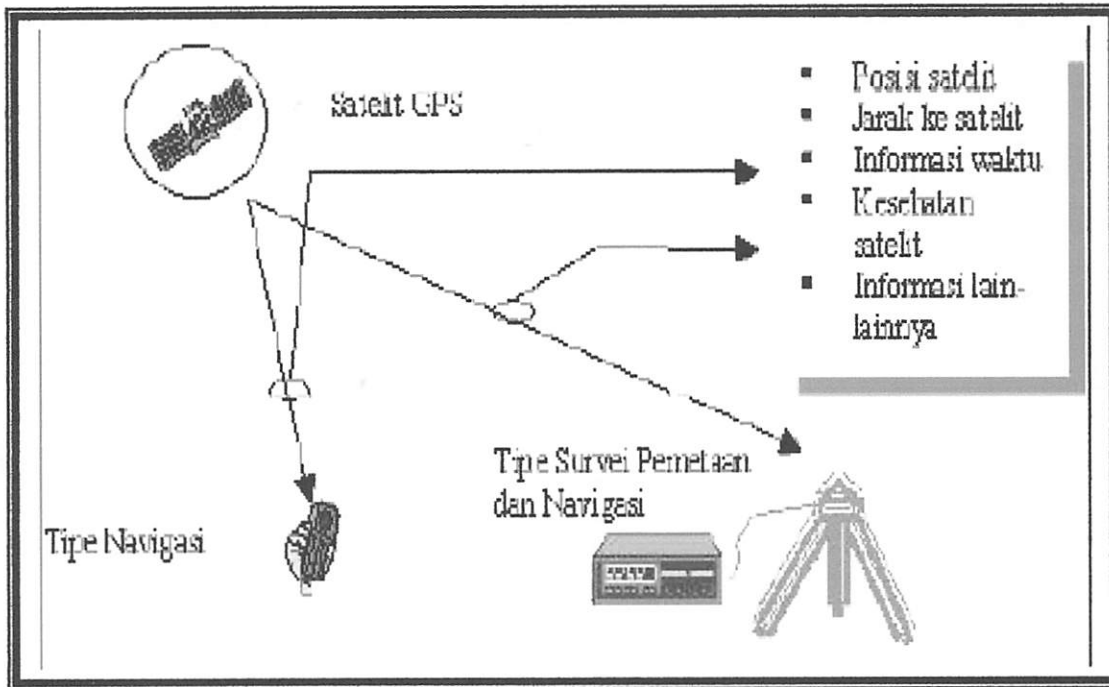 Satelit GPS
Posisi satelit
Jarak ke satelit
Informasi waktu
Kesehatan
satelit
Informasi lain-
lainnya
Tipe Survei Pemetaan
dan Navigasi
Tipe Navigasi